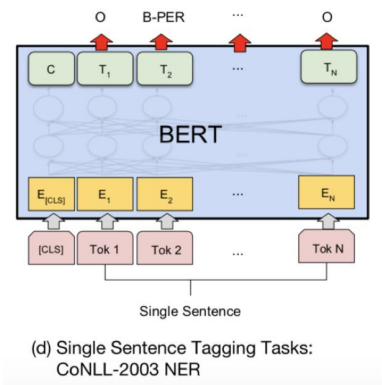 O B-PER ... O
C T1 T2 ... TN
BERT
E[CLS] E1 E2 ... EN
[CLS] Tok 1 Tok 2 ... Tok N
Single Sentence
(d) Single Sentence Tagging Tasks:
CoNLL-2003 NER